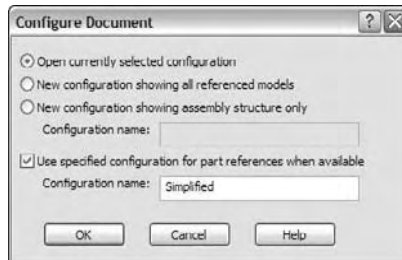 Configure Document
Open currently selected configuration
New configuration showing all referenced models
New configuration showing assembly structure only
Configuration name:
Use specified configuration for part references when available
Configuration name: Simplified
OK Cancel Help